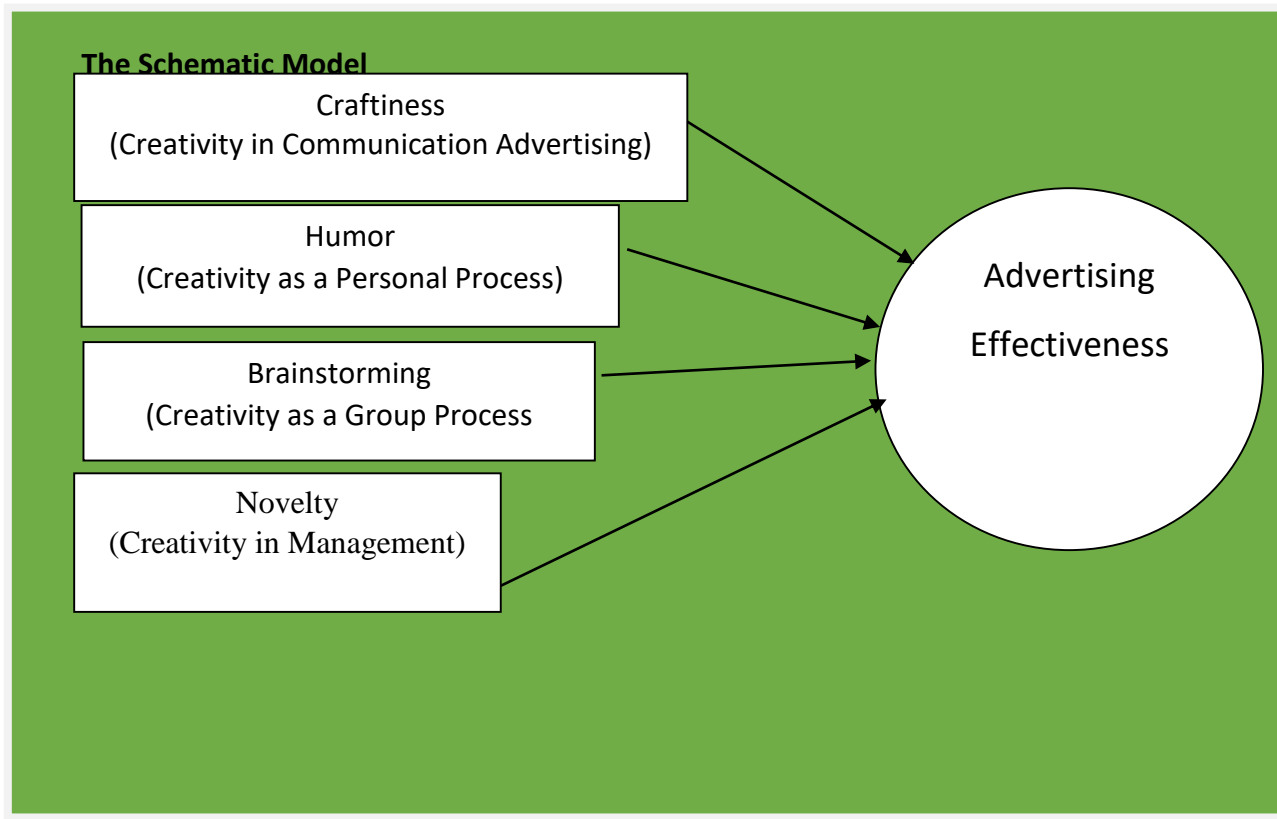 The Schematic Model
Craftiness
(Creativity in Communication Advertising)
Humor
(Creativity as a Personal Process)
Brainstorming
(Creativity as a Group Process
Novelty
(Creativity in Management)
Advertising
Effectiveness